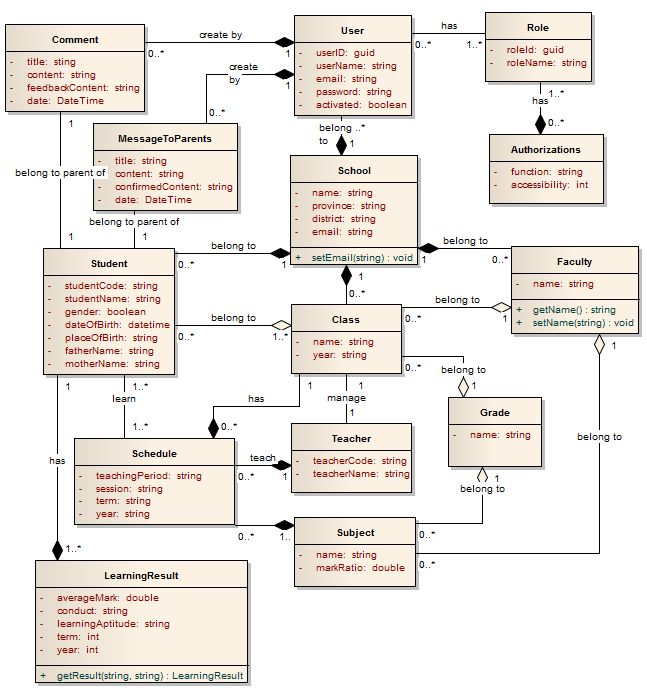 Comment
- title: sting
- content: string
- feedbackContent: string
- date: DateTime
create by
0..*
1
User
- userID: guid
- userName: string
- email: string
- password: string
- activated: boolean
has
0..*
1..*
Role
- roleId: guid
- roleName: string
create
by
1
0..*
1..*
has
0..*
MessageToParents
- title: string
- content: string
- confirmedContent: string
- date: DateTime
belong ..*
to
1
Authorizations
- function: string
- accessibility: int
1
belong to parent of
1
School
- name: string
- province: string
- district: string
- email: string
+ setEmail(string) : void
belong to parent of
1
belong to
0..*
1
belong to
1
0..*
Student
- studentCode: string
- studentName: string
- gender: boolean
- dateOfBirth: datetime
- placeOfBirth: string
- fatherName: string
- motherName: string
Faculty
- name: string
+ getName() : string
+ setName(string) : void
1
0..*
Class
- name: string
- year: string
belong to
0..*
1..*
belong to
0..*
1
1
belong to
0..*
1
1
1..*
learn
1..*
has
1
0..*
1
manage
1
Grade
- name: string
belong to
has
1..*
Schedule
- teachingPeriod: string
- session: string
- term: string
- year: string
teach
0..*
1
Teacher
- teacherCode: string
- teacherName: string
1
belong to
0..*
0..*
1..
Subject
- name: string
- markRatio: double
0..*
LearningResult
- averageMark: double
- conduct: string
- learningAptitude: string
- term: int
- year: int
+ getResult(string, string) : LearningResult